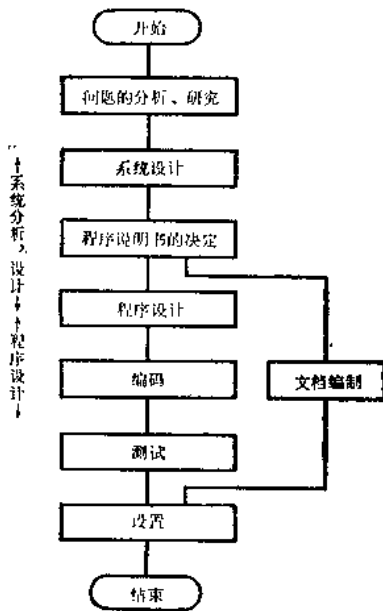 开始
问题的分析、研究
系统设计
程序说明书的决定
程序设计
编码
文档编制
测试
设置
结束
系统分析、设计
程序设计